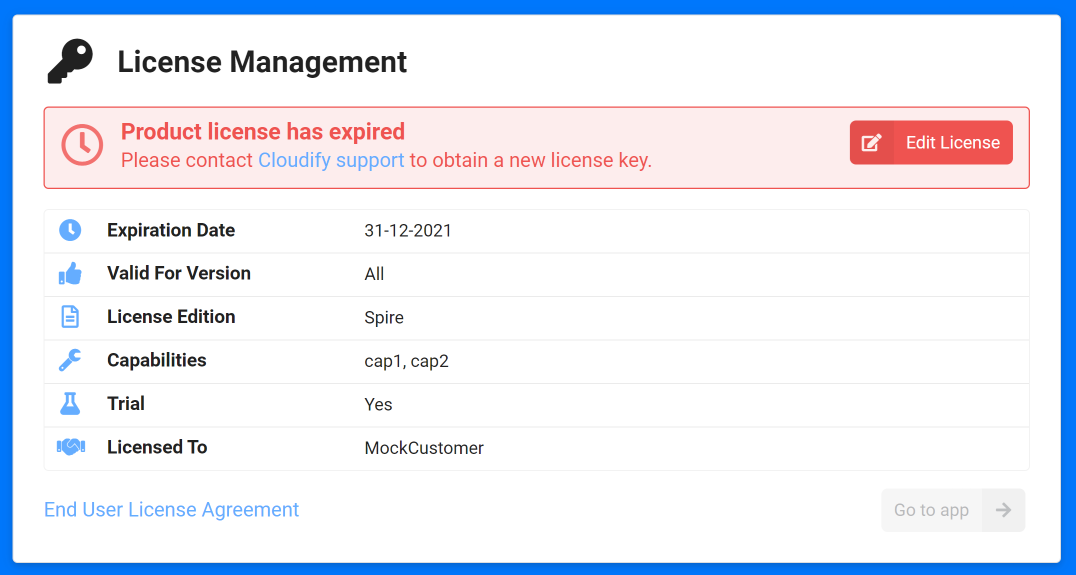 License Management
Product license has expired
Please contact Cloudify support to obtain a new license key.
Edit License
Expiration Date 31-12-2021
Valid For Version All
License Edition Spire
Capabilities cap1, cap2
Trial Yes
Licensed To MockCustomer
End User License Agreement
Go to app